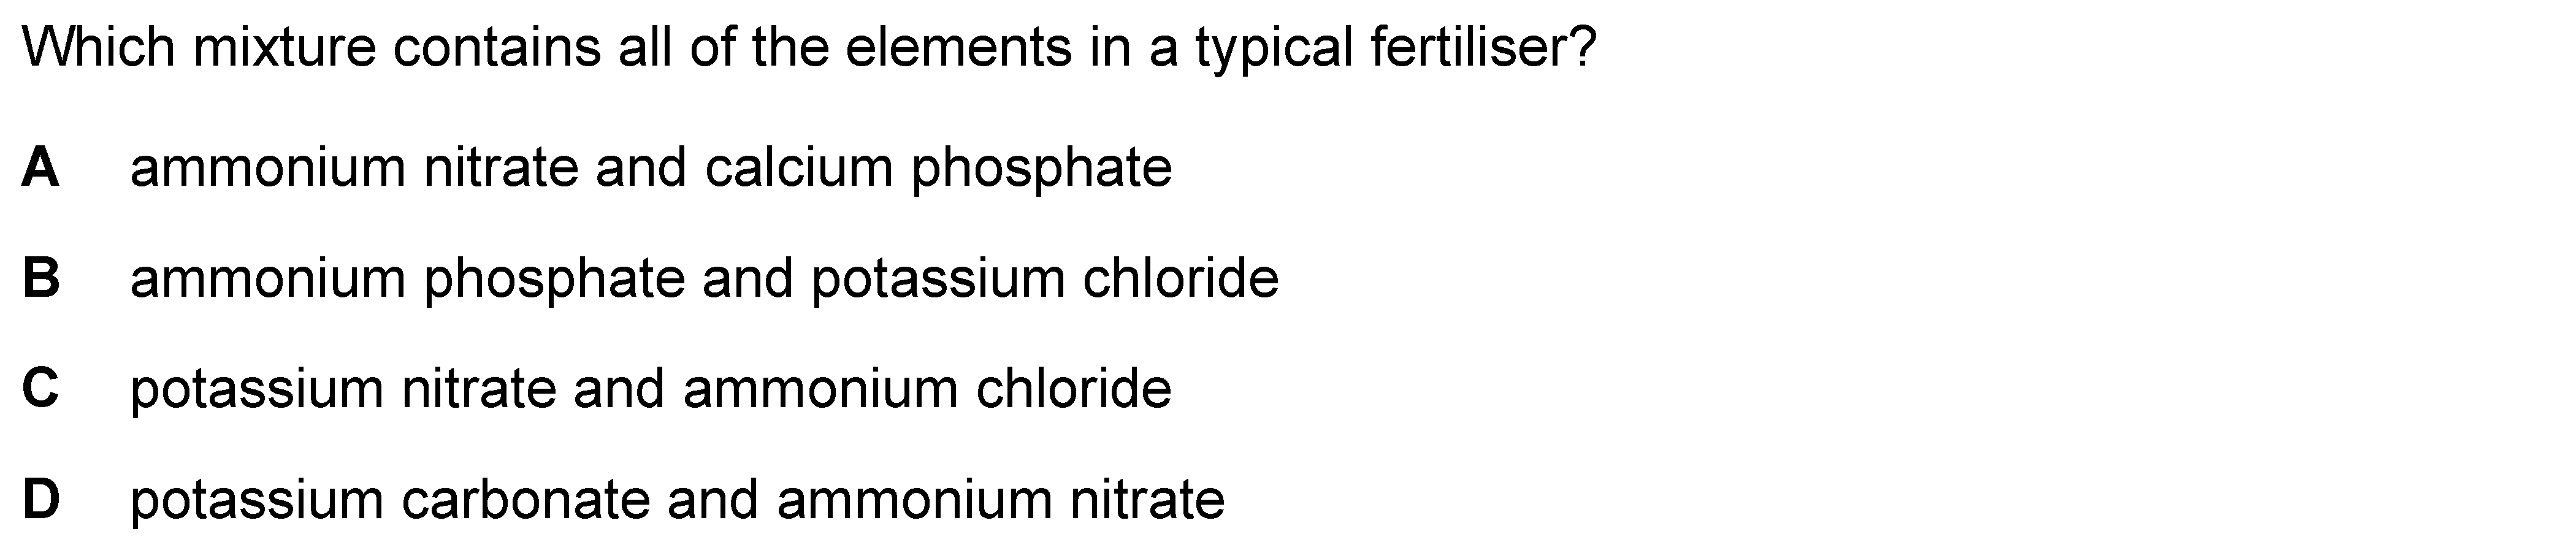 Which mixture contains all of the elements in a typical fertiliser?
A ammonium nitrate and calcium phosphate
B ammonium phosphate and potassium chloride
C potassium nitrate and ammonium chloride
D potassium carbonate and ammonium nitrate